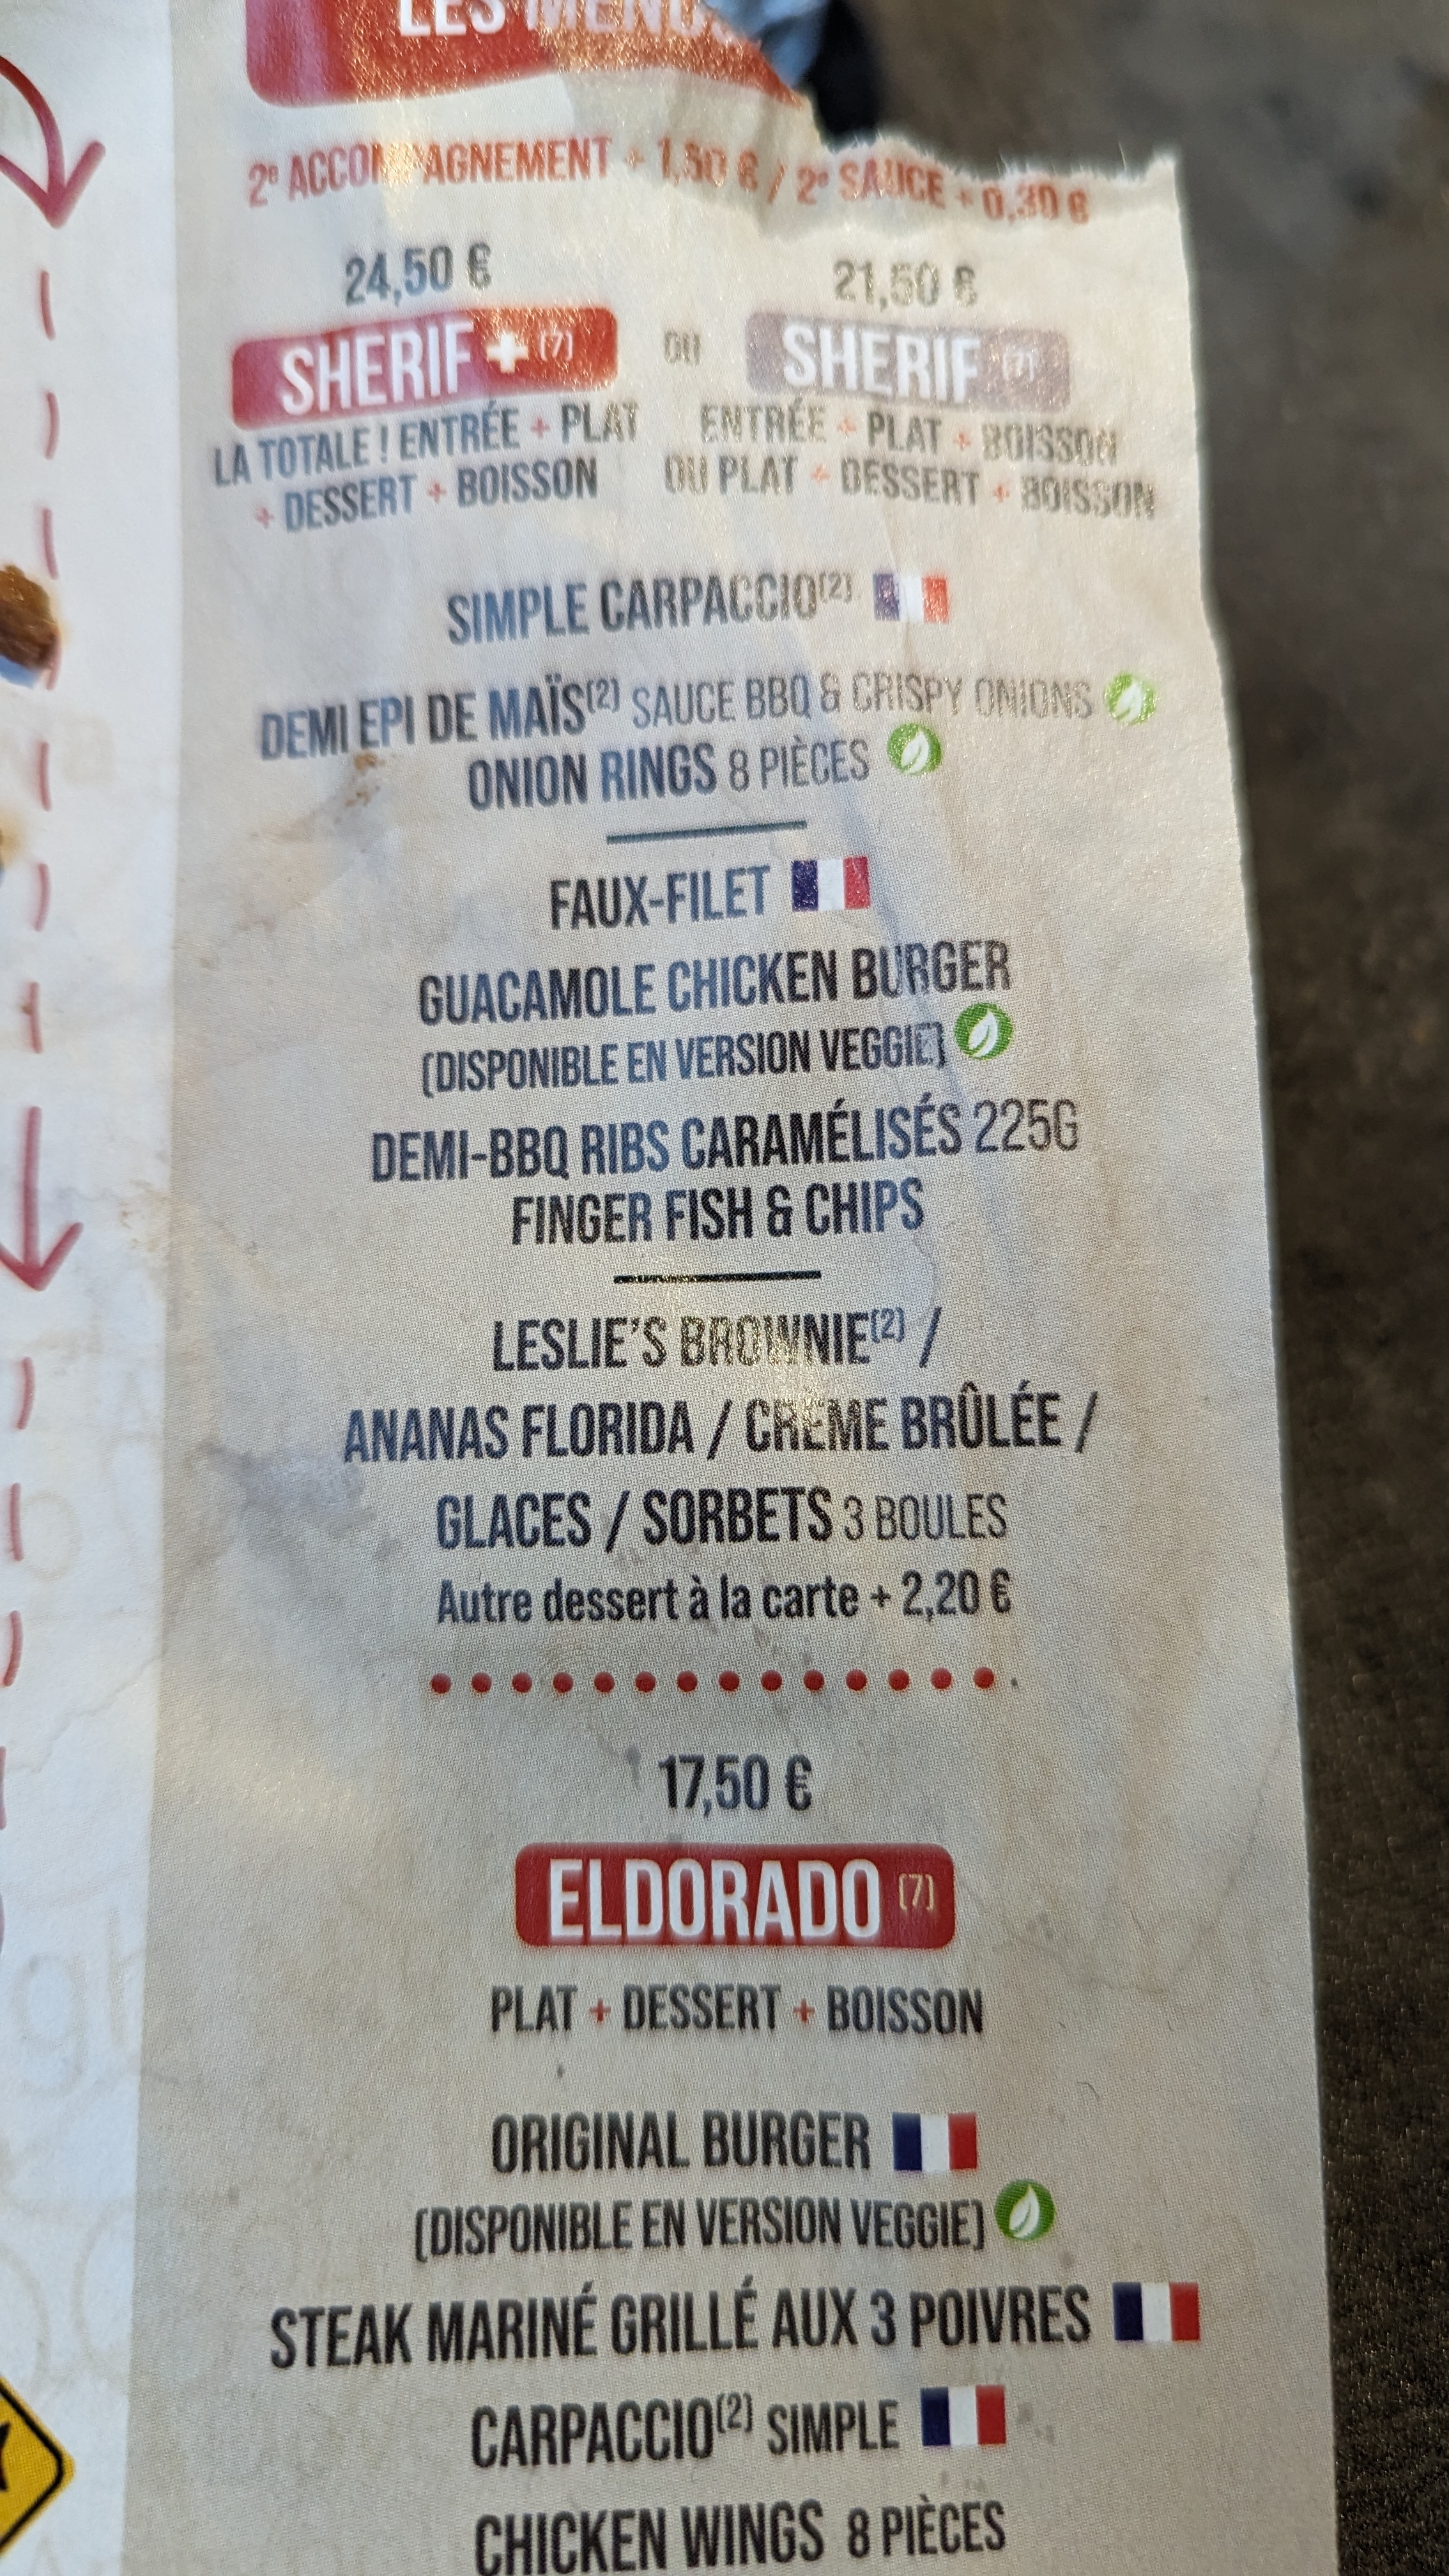 LES MENUS
2e ACCOMPAGNEMENT + 1,50 € / 2e SAUCE + 0,30 €
24,50 €
21,50 €
SHERIF + (7)
OU
SHERIF (7)
LA TOTALE ! ENTRÉE + PLAT
+ DESSERT + BOISSON
ENTRÉE + PLAT + BOISSON
OU PLAT + DESSERT + BOISSON
SIMPLE CARPACCIO(2)
DEMI EPI DE MAÏS(2) SAUCE BBQ & CRISPY ONIONS
ONION RINGS 8 PIÈCES
FAUX-FILET
GUACAMOLE CHICKEN BURGER
(DISPONIBLE EN VERSION VEGGIE)
DEMI-BBQ RIBS CARAMÉLISÉS 225G
FINGER FISH & CHIPS
LESLIE'S BROWNIE(2) /
ANANAS FLORIDA / CRÈME BRÛLÉE /
GLACES / SORBETS 3 BOULES
Autre dessert à la carte + 2,20 €
17,50 €
ELDORADO (7)
PLAT + DESSERT + BOISSON
ORIGINAL BURGER
(DISPONIBLE EN VERSION VEGGIE)
STEAK MARINÉ GRILLÉ AUX 3 POIVRES
CARPACCIO(2) SIMPLE
CHICKEN WINGS 8 PIÈCES